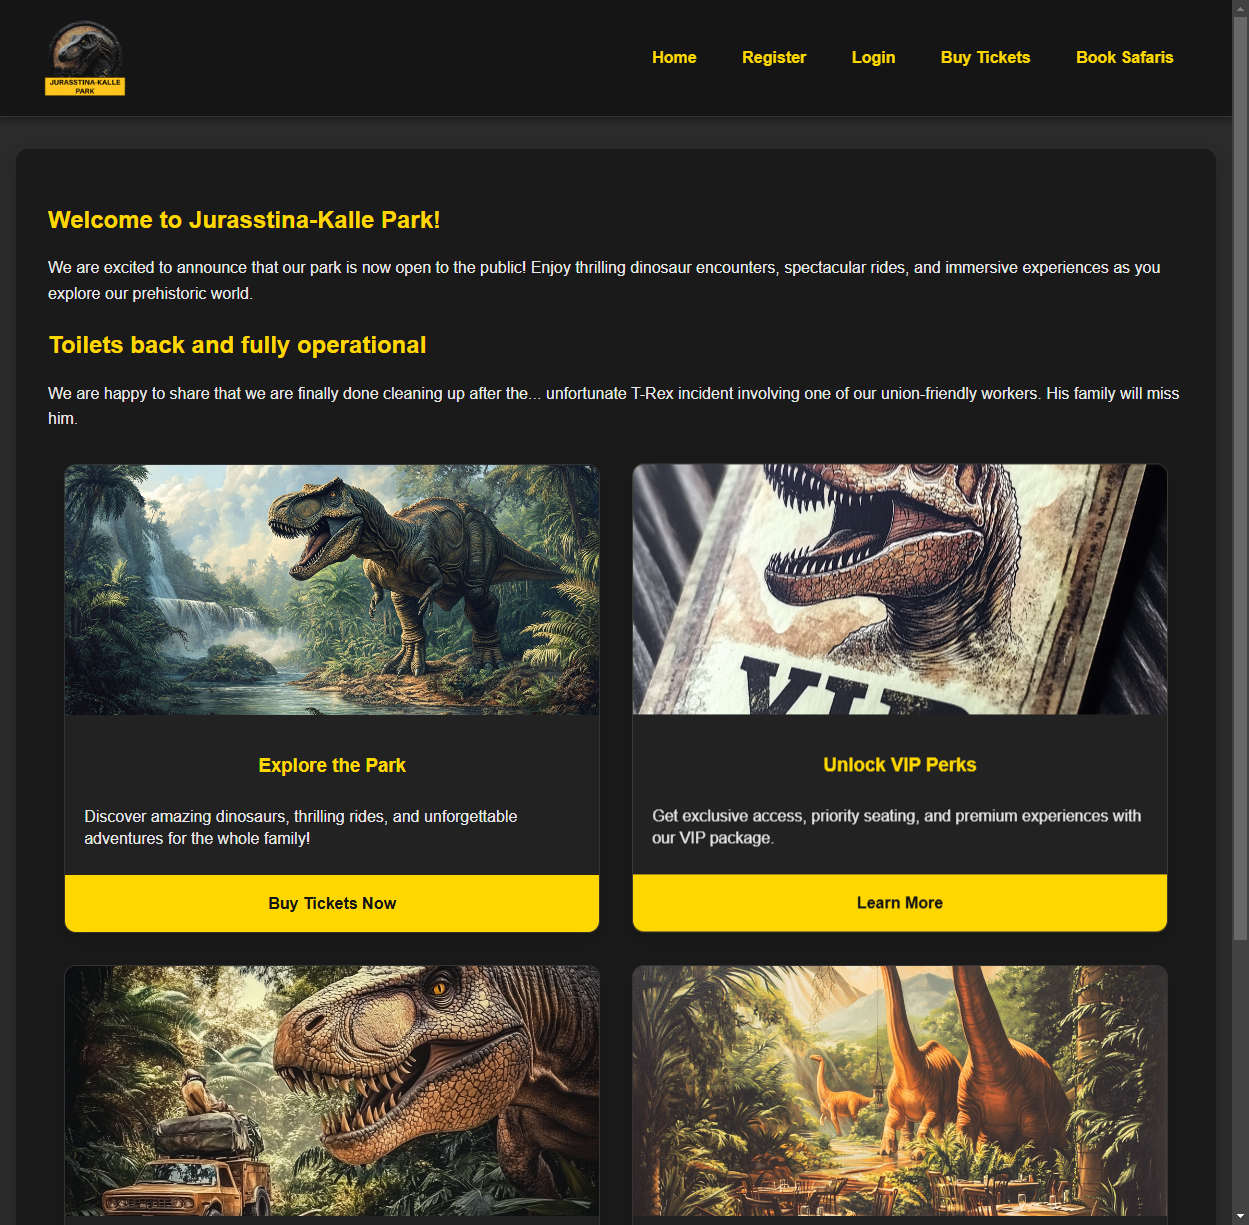 JURASSTINA-KALLE
PARK
Home
Register
Login
Buy Tickets
Book Safaris
Welcome to Jurasstina-Kalle Park!
We are excited to announce that our park is now open to the public! Enjoy thrilling dinosaur encounters, spectacular rides, and immersive experiences as you
explore our prehistoric world.
Toilets back and fully operational
We are happy to share that we are finally done cleaning up after the... unfortunate T-Rex incident involving one of our union-friendly workers. His family will miss
him.
VIP
Explore the Park
Discover amazing dinosaurs, thrilling rides, and unforgettable
adventures for the whole family!
Buy Tickets Now
Unlock VIP Perks
Get exclusive access, priority seating, and premium experiences with
our VIP package.
Learn More